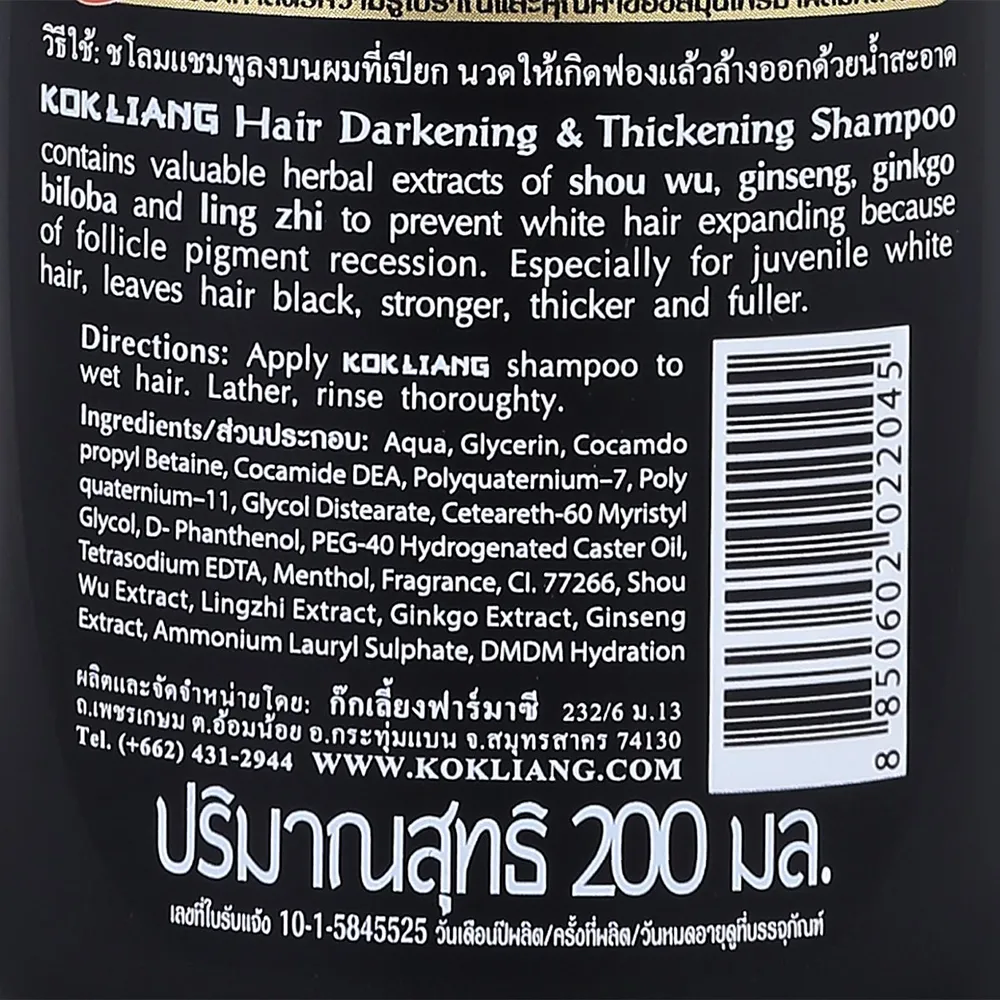 วิธีใช้: ชโลมแชมพูลงบนผมที่เปียก นวดให้เกิดฟองแล้วล้างออกด้วยน้ำสะอาด
KOKLIANG Hair Darkening & Thickening Shampoo
contains valuable herbal extracts of shou wu, ginseng, ginkgo
biloba and ling zhi to prevent white hair expanding because
of follicle pigment recession. Especially for juvenile white
hair, leaves hair black, stronger, thicker and fuller.
Directions: Apply KOKLIANG shampoo to
wet hair. Lather, rinse thoroughty.
Ingredients/ส่วนประกอบ: Aqua, Glycerin, Cocamdo
propyl Betaine, Cocamide DEA, Polyquaternium-7, Poly
quaternium-11, Glycol Distearate, Ceteareth-60 Myristyl
Glycol, D- Phanthenol, PEG-40 Hydrogenated Caster Oil,
Tetrasodium EDTA, Menthol, Fragrance, Cl. 77266, Shou
Wu Extract, Lingzhi Extract, Ginkgo Extract, Ginseng
Extract, Ammonium Lauryl Sulphate, DMDM Hydration
ผลิตและจัดจำหน่ายโดย: ก๊กเลี้ยงฟาร์มาซี 232/6 ม.13
ถ.เพชรเกษม ต.อ้อมน้อย อ.กระทุ่มแบน จ.สมุทรสาคร 74130
Tel. (+662) 431-2944 WWW.KOKLIANG.COM
8 850602 022045
ปริมาณสุทธิ 200 มล.
เลขที่ใบรับแจ้ง 10-1-5845525 วันเดือนปีผลิต/ครั้งที่ผลิต/วันหมดอายุดูที่บรรจุภัณฑ์